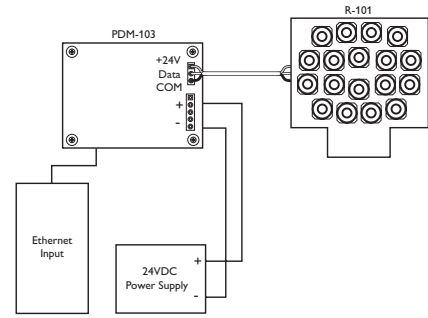 R-101
PDM-103
+24V
Data
COM
+
-
Ethernet
Input
24VDC
Power Supply
+
-